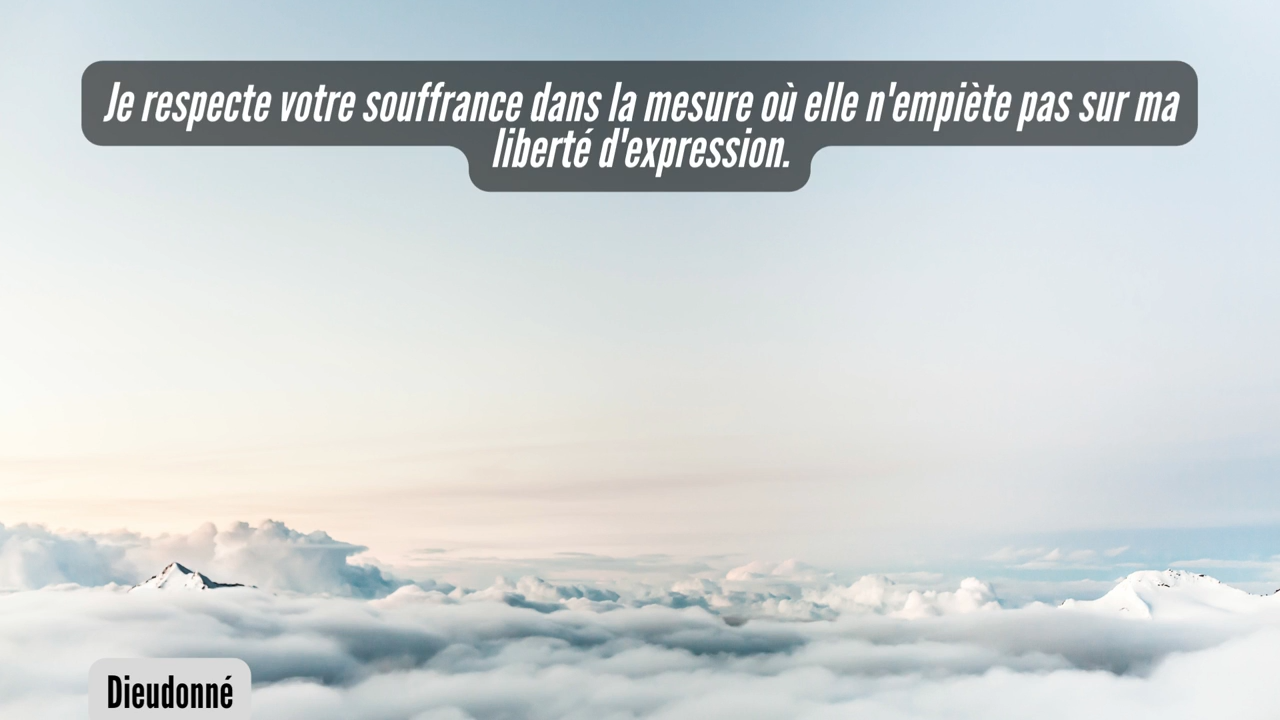 Je respecte votre souffrance dans la mesure où elle n'empiète pas sur ma
liberté d'expression.
Dieudonné